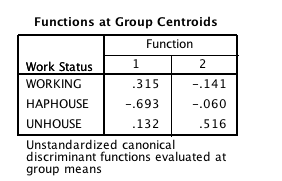 Functions at Group Centroids
Function
Work Status 1 2
WORKING .315 -.141
HAPHOUSE -.693 -.060
UNHOUSE .132 .516
Unstandardized canonical
discriminant functions evaluated at
group means